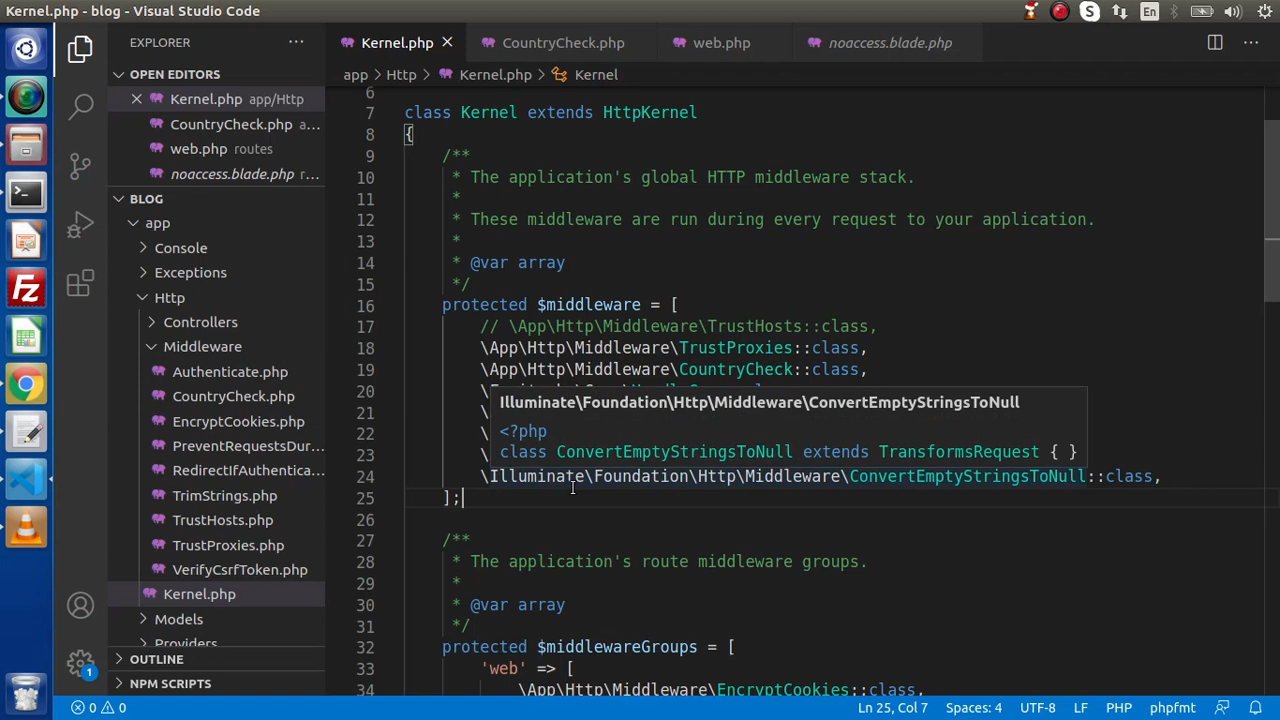 Kernel.php - blog - Visual Studio Code
S
En
EXPLORER
OPEN EDITORS
Kernel.php app/Http
CountryCheck.php a...
web.php routes
noaccess.blade.php r...
BLOG
app
Console
Exceptions
Http
Controllers
Middleware
Authenticate.php
CountryCheck.php
EncryptCookies.php
PreventRequestsDur...
RedirectIfAuthentica...
TrimStrings.php
TrustHosts.php
TrustProxies.php
VerifyCsrfToken.php
Kernel.php
Models
Providers
OUTLINE
NPM SCRIPTS
1
Fz
Kernel.php
CountryCheck.php
web.php
noaccess.blade.php
app > Http > Kernel.php > Kernel
6
7 class Kernel extends HttpKernel
8 {
9 /**
10 * The application's global HTTP middleware stack.
11 *
12 * These middleware are run during every request to your application.
13 *
14 * @var array
15 */
16 protected $middleware = [
17 // \App\Http\Middleware\TrustHosts::class,
18 \App\Http\Middleware\TrustProxies::class,
19 \App\Http\Middleware\CountryCheck::class,
20 \
21 \
22 \
23 \
Illuminate\Foundation\Http\Middleware\ConvertEmptyStringsToNull
<?php
class ConvertEmptyStringsToNull extends TransformsRequest { }
24 \Illuminate\Foundation\Http\Middleware\ConvertEmptyStringsToNull::class,
25 ];
26
27 /**
28 * The application's route middleware groups.
29 *
30 * @var array
31 */
32 protected $middlewareGroups = [
33 'web' => [
34 \App\Http\Middleware\EncryptCookies::class,
0 0 Ln 25, Col 7 Spaces: 4 UTF-8 LF PHP phpfmt